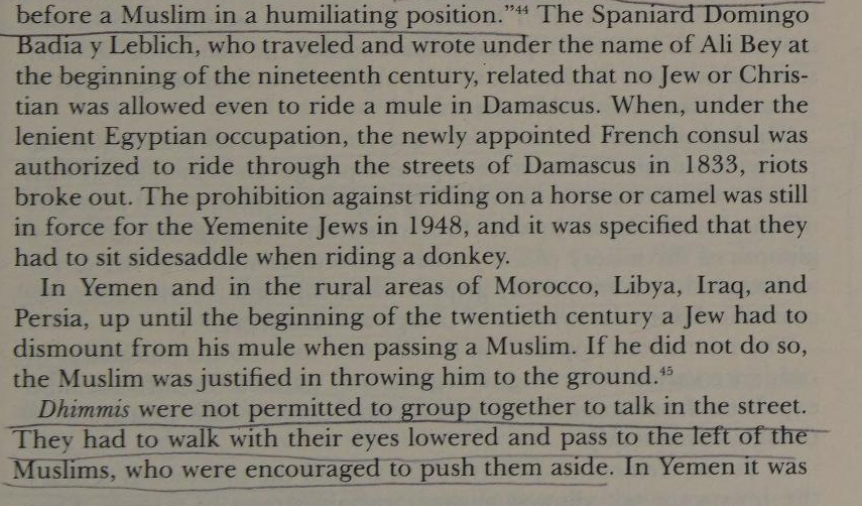 before a Muslim in a humiliating position."⁴⁴ The Spaniard Domingo
Badia y Leblich, who traveled and wrote under the name of Ali Bey at
the beginning of the nineteenth century, related that no Jew or Chris-
tian was allowed even to ride a mule in Damascus. When, under the
lenient Egyptian occupation, the newly appointed French consul was
authorized to ride through the streets of Damascus in 1833, riots
broke out. The prohibition against riding on a horse or camel was still
in force for the Yemenite Jews in 1948, and it was specified that they
had to sit sidesaddle when riding a donkey.
In Yemen and in the rural areas of Morocco, Libya, Iraq, and
Persia, up until the beginning of the twentieth century a Jew had to
dismount from his mule when passing a Muslim. If he did not do so,
the Muslim was justified in throwing him to the ground.⁴⁵
Dhimmis were not permitted to group together to talk in the street.
They had to walk with their eyes lowered and pass to the left of the
Muslims, who were encouraged to push them aside. In Yemen it was